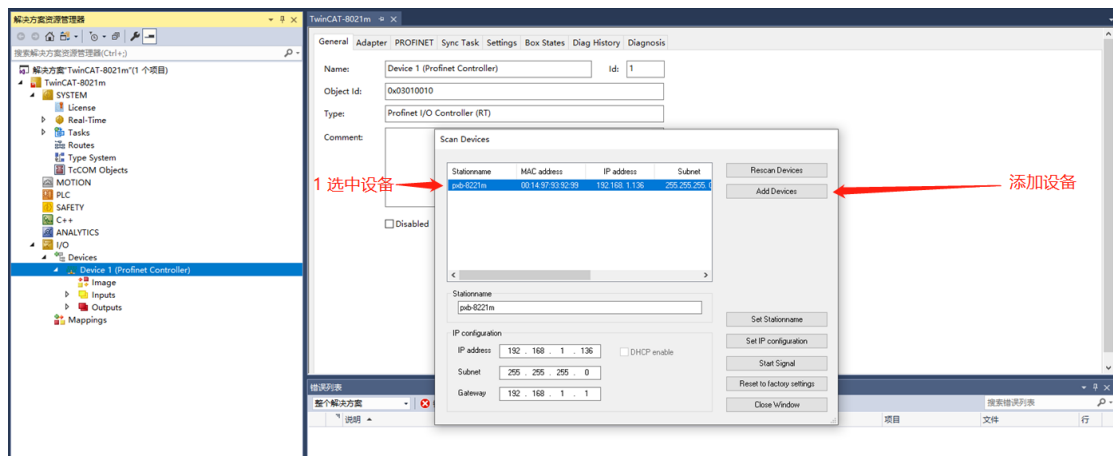 解决方案资源管理器
搜索解决方案资源管理器(Ctrl+;)
解决方案"TwinCAT-8021m"(1 个项目)
TwinCAT-8021m
SYSTEM
License
Real-Time
Tasks
Routes
Type System
TcCOM Objects
MOTION
PLC
SAFETY
C++
ANALYTICS
I/O
Devices
Device 1 (Profinet Controller)
Image
Inputs
Outputs
Mappings
TwinCAT-8021m
General Adapter PROFINET Sync Task Settings Box States Diag History Diagnosis
Name: Device 1 (Profinet Controller) Id: 1
Object Id: 0x03010010
Type: Profinet I/O Controller (RT)
Comment:
Disabled
Scan Devices
Stationname MAC address IP address Subnet
pxb-8221m 00:14:97:93:92:99 192.168.1.136 255.255.255. 0
Rescan Devices
Add Devices
1 选中设备
添加设备
Stationname
pxb-8221m
IP configuration
IP address 192 . 168 . 1 . 136 DHCP enable
Subnet 255 . 255 . 255 . 0
Gateway 192 . 168 . 1 . 1
Set Stationname
Set IP configuration
Start Signal
Reset to factory settings
Close Window
错误列表
整个解决方案
搜索错误列表
说明 项目 文件 行